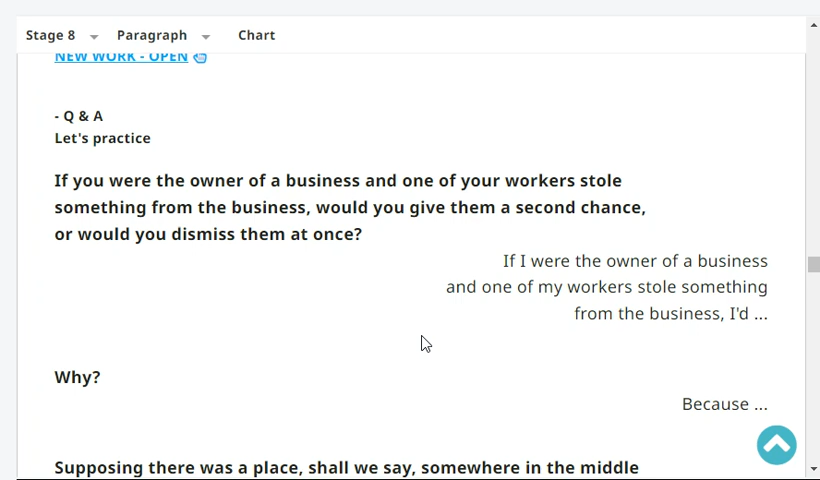 Stage 8 Paragraph Chart
NEW WORK - OPEN
- Q & A
Let's practice
If you were the owner of a business and one of your workers stole
something from the business, would you give them a second chance,
or would you dismiss them at once?
If I were the owner of a business
and one of my workers stole something
from the business, I'd ...
Why?
Because ...
Supposing there was a place, shall we say, somewhere in the middle